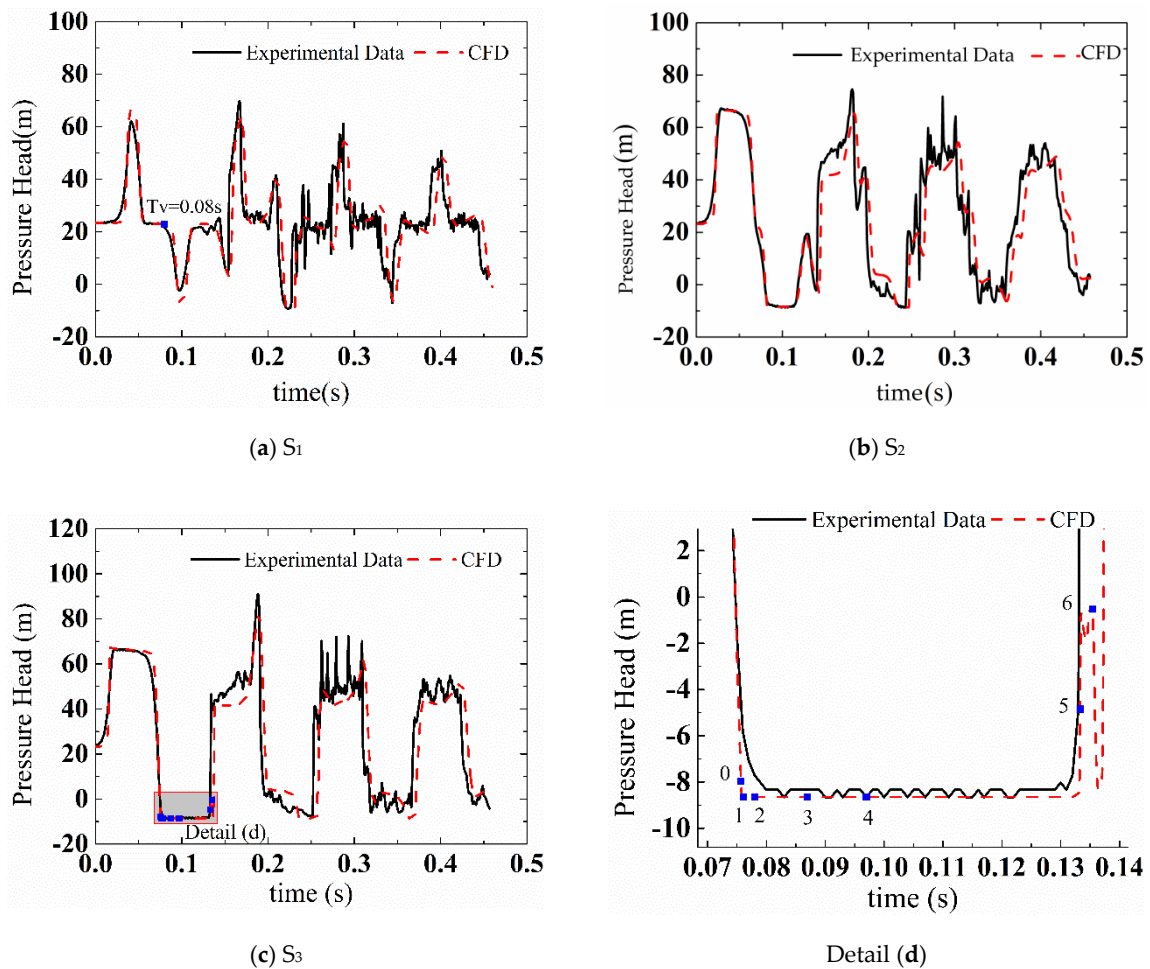 100
80
60
40
20
0
-20
Pressure Head(m)
Experimental Data
CFD
Tv=0.08s
0.0 0.1 0.2 0.3 0.4 0.5
time(s)
(a) S1
100
80
60
40
20
0
-20
Pressure Head (m)
Experimental Data
CFD
0.0 0.1 0.2 0.3 0.4 0.5
time(s)
(b) S2
120
100
80
60
40
20
0
-20
Pressure Head (m)
Experimental Data
CFD
Detail (d)
0.0 0.1 0.2 0.3 0.4 0.5
time (s)
(c) S3
2
0
-2
-4
-6
-8
-10
Pressure Head (m)
Experimental Data
CFD
6
5
0
1 2 3 4
0.07 0.08 0.09 0.10 0.11 0.12 0.13 0.14
time (s)
Detail (d)